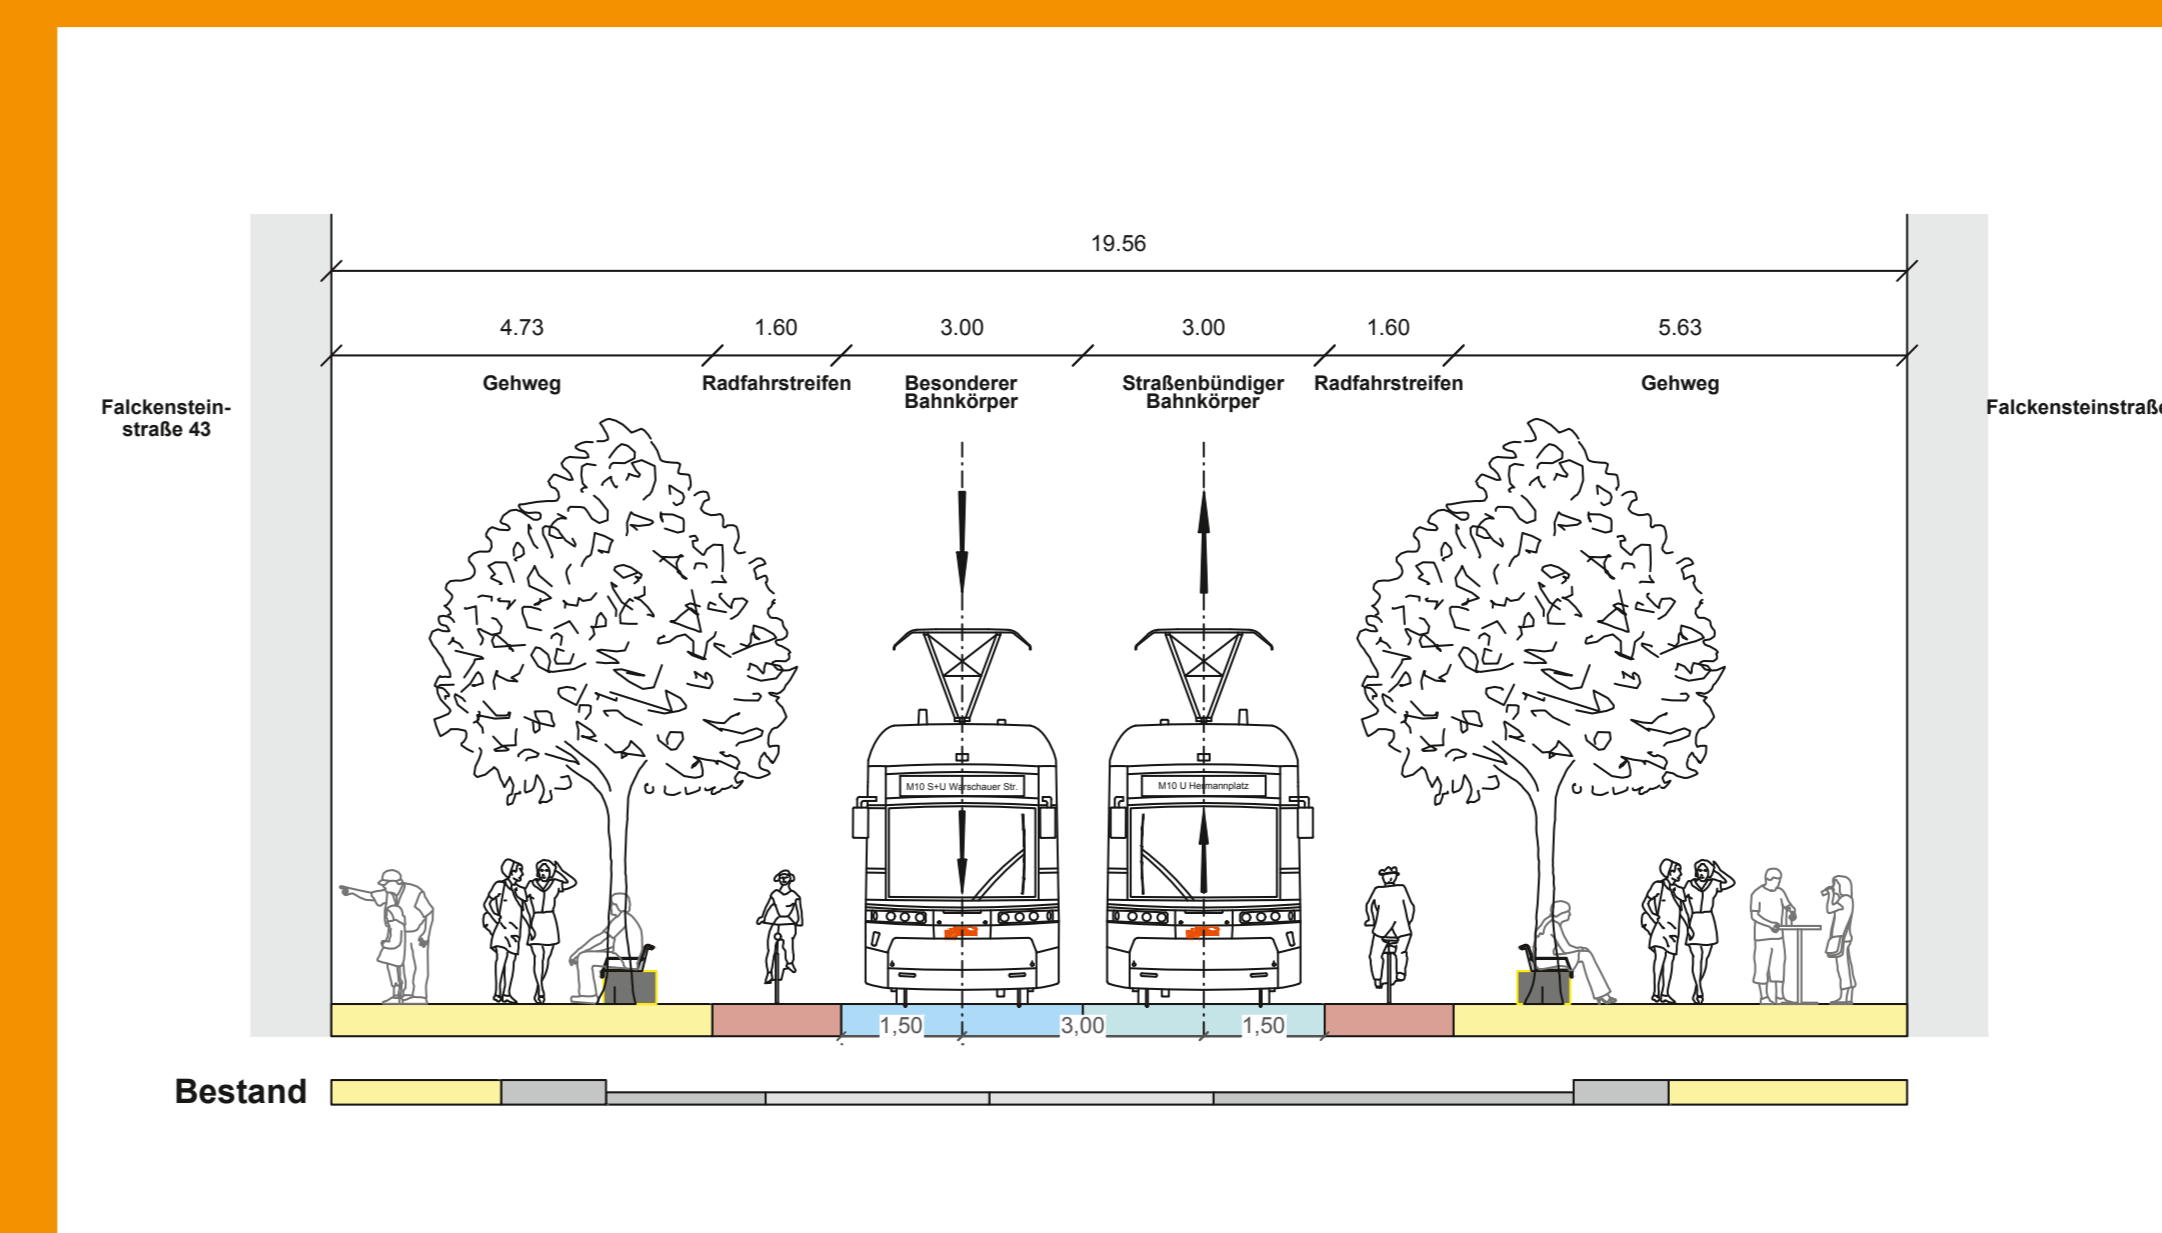 19.56
4.73 1.60 3.00 3.00 1.60 5.63
Gehweg Radfahrstreifen Besonderer Straßenbündiger Radfahrstreifen Gehweg
Bahnkörper Bahnkörper
Falckenstein- Falckensteinstraße
straße 43
M10 S+U Warschauer Str. M10 U Hermannplatz
1,50 3,00 1,50
Bestand